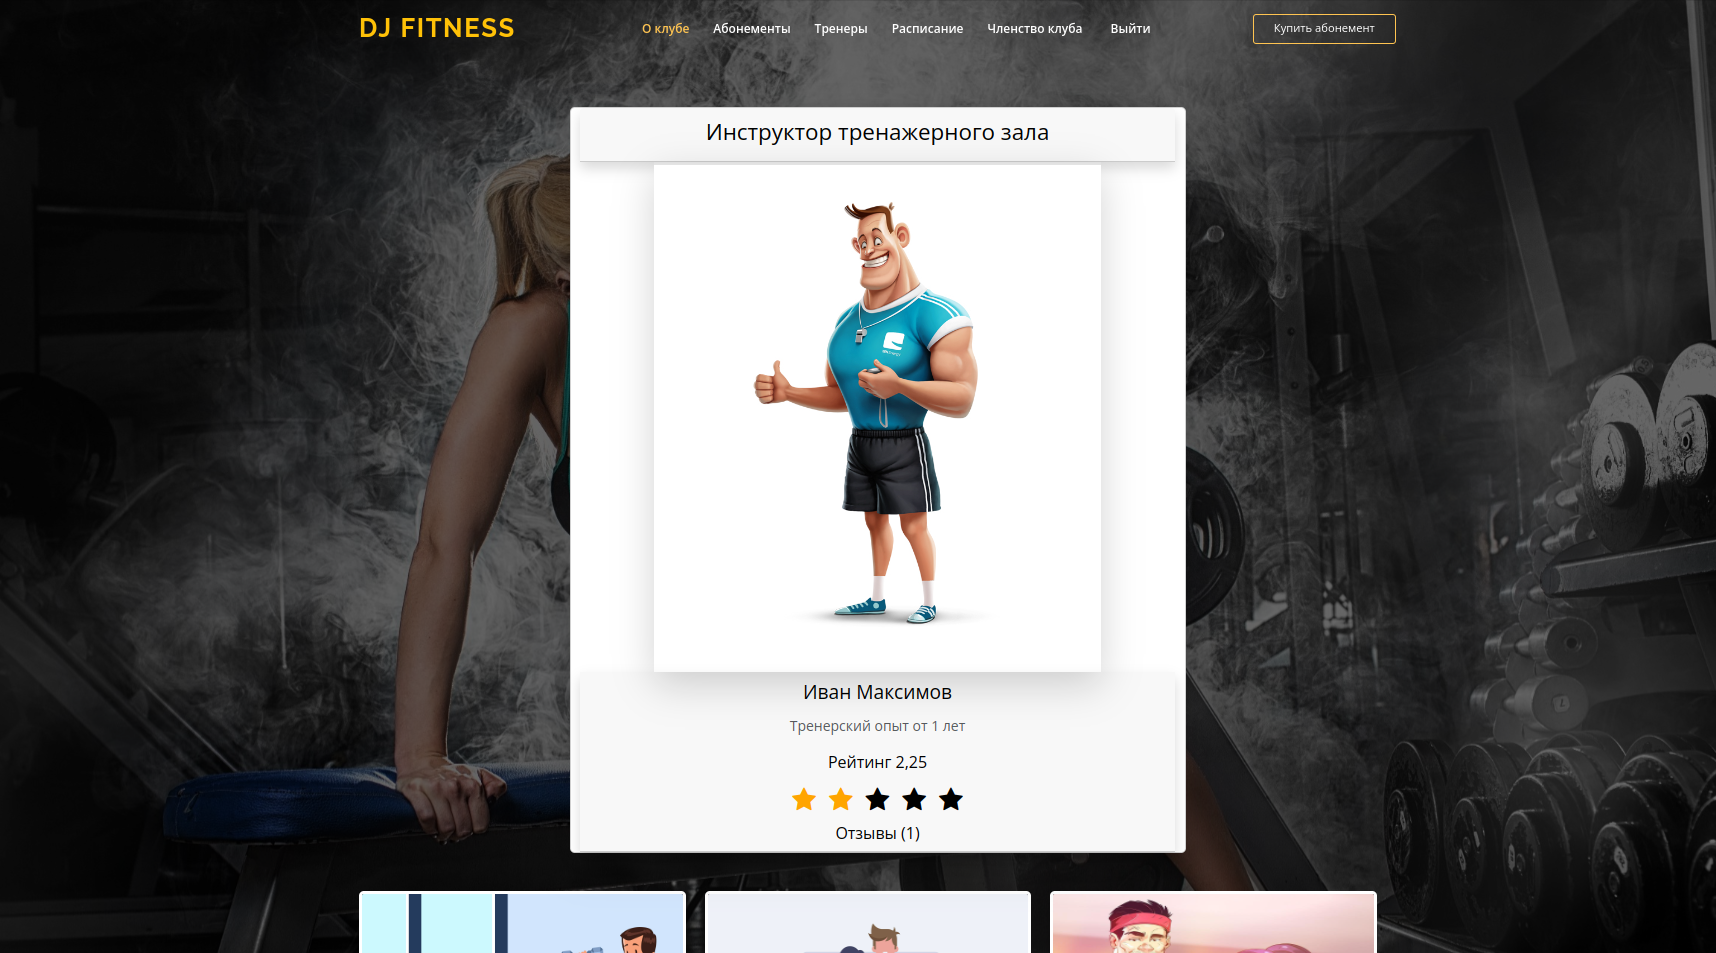 DJ FITNESS
О клубе
Абонементы
Тренеры
Расписание
Членство клуба
Выйти
Купить абонемент
Инструктор тренажерного зала
Иван Максимов
Тренерский опыт от 1 лет
Рейтинг 2,25
Отзывы (1)